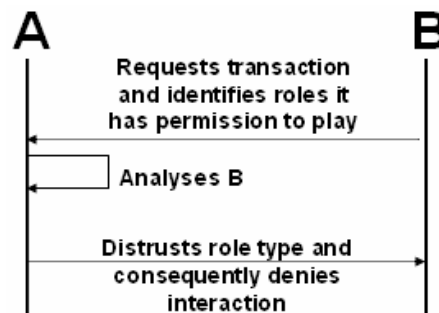 A B
Requests transaction
and identifies roles it
has permission to play
Analyses B
Distrusts role type and
consequently denies
interaction